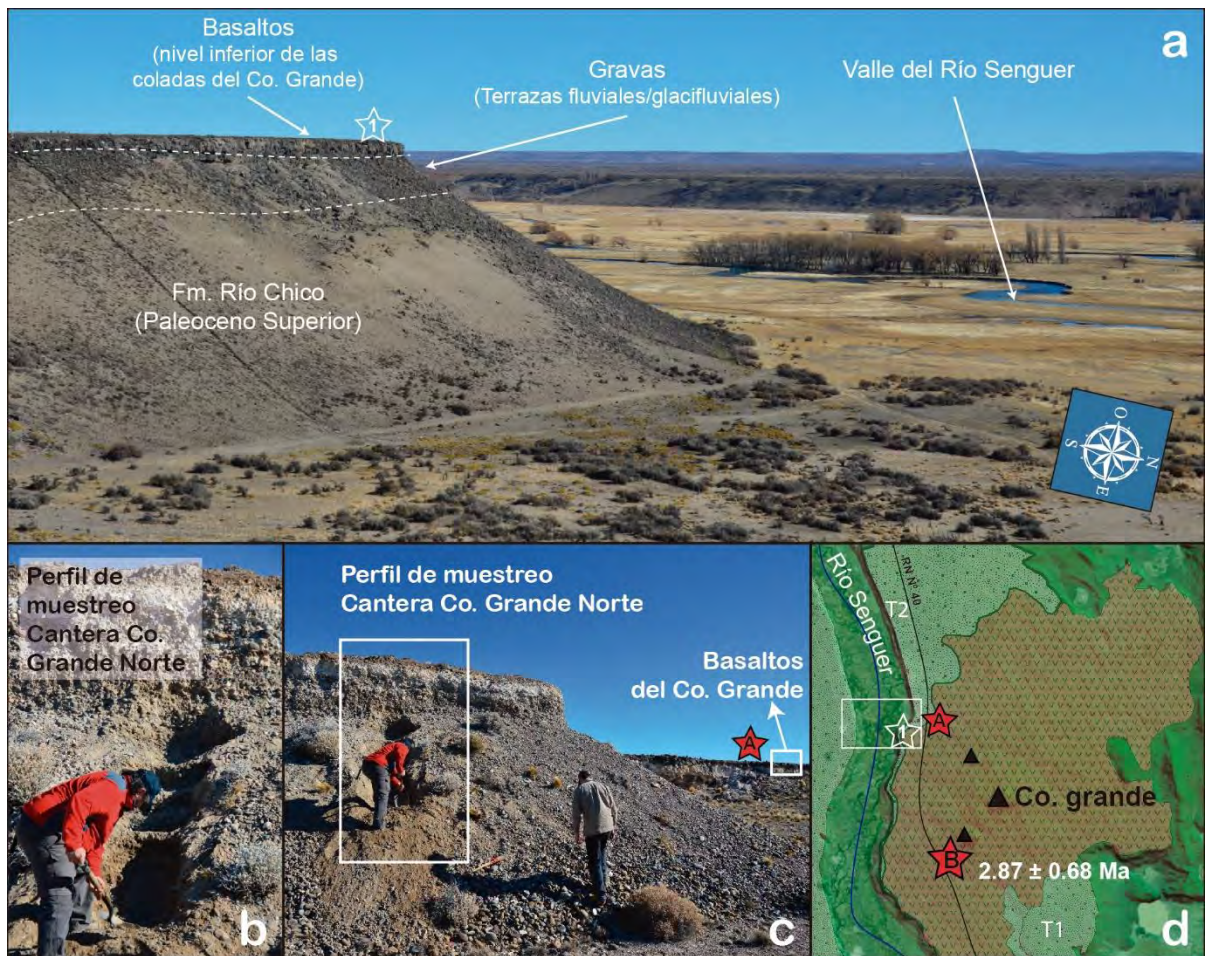 Basaltos
(nivel inferior de las
coladas del Co. Grande)
1
Gravas
(Terrazas fluviales/glacifluviales)
Valle del Río Senguer
a
Fm. Río Chico
(Paleoceno Superior)
O
S
N
E
Perfil de
muestreo
Cantera Co.
Grande Norte
b
Perfil de muestreo
Cantera Co. Grande Norte
Basaltos
del Co. Grande
A
c
Río Senguer
T2
RN Nº 40
A
1
Co. grande
B
2.87 ± 0.68 Ma
T1
d